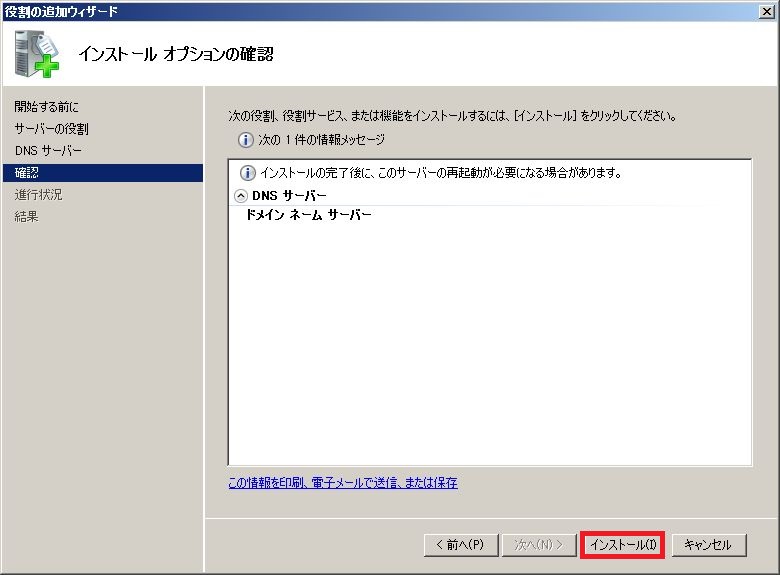 役割の追加ウィザード
インストール オプションの確認
開始する前に
サーバーの役割
DNS サーバー
確認
進行状況
結果
次の役割、役割サービス、または機能をインストールするには、[インストール] をクリックしてください。
次の 1 件の情報メッセージ
インストールの完了後に、このサーバーの再起動が必要になる場合があります。
DNS サーバー
ドメイン ネーム サーバー
この情報を印刷、電子メールで送信、または保存
< 前へ(P) 次へ(N) > インストール(I) キャンセル